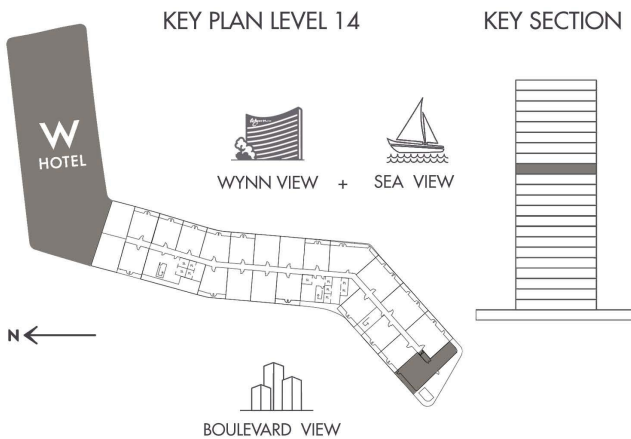 KEY PLAN LEVEL 14
KEY SECTION
W
HOTEL
WYNN VIEW + SEA VIEW
N
BOULEVARD VIEW